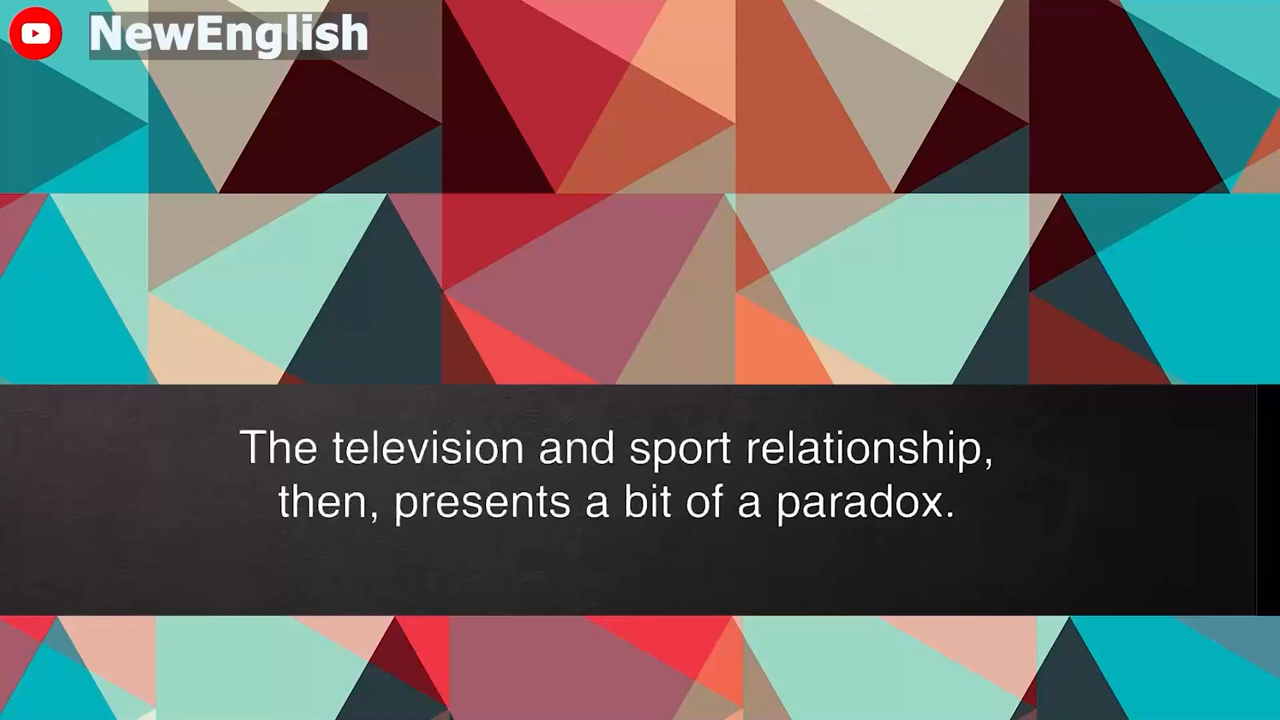 NewEnglish
The television and sport relationship,
then, presents a bit of a paradox.